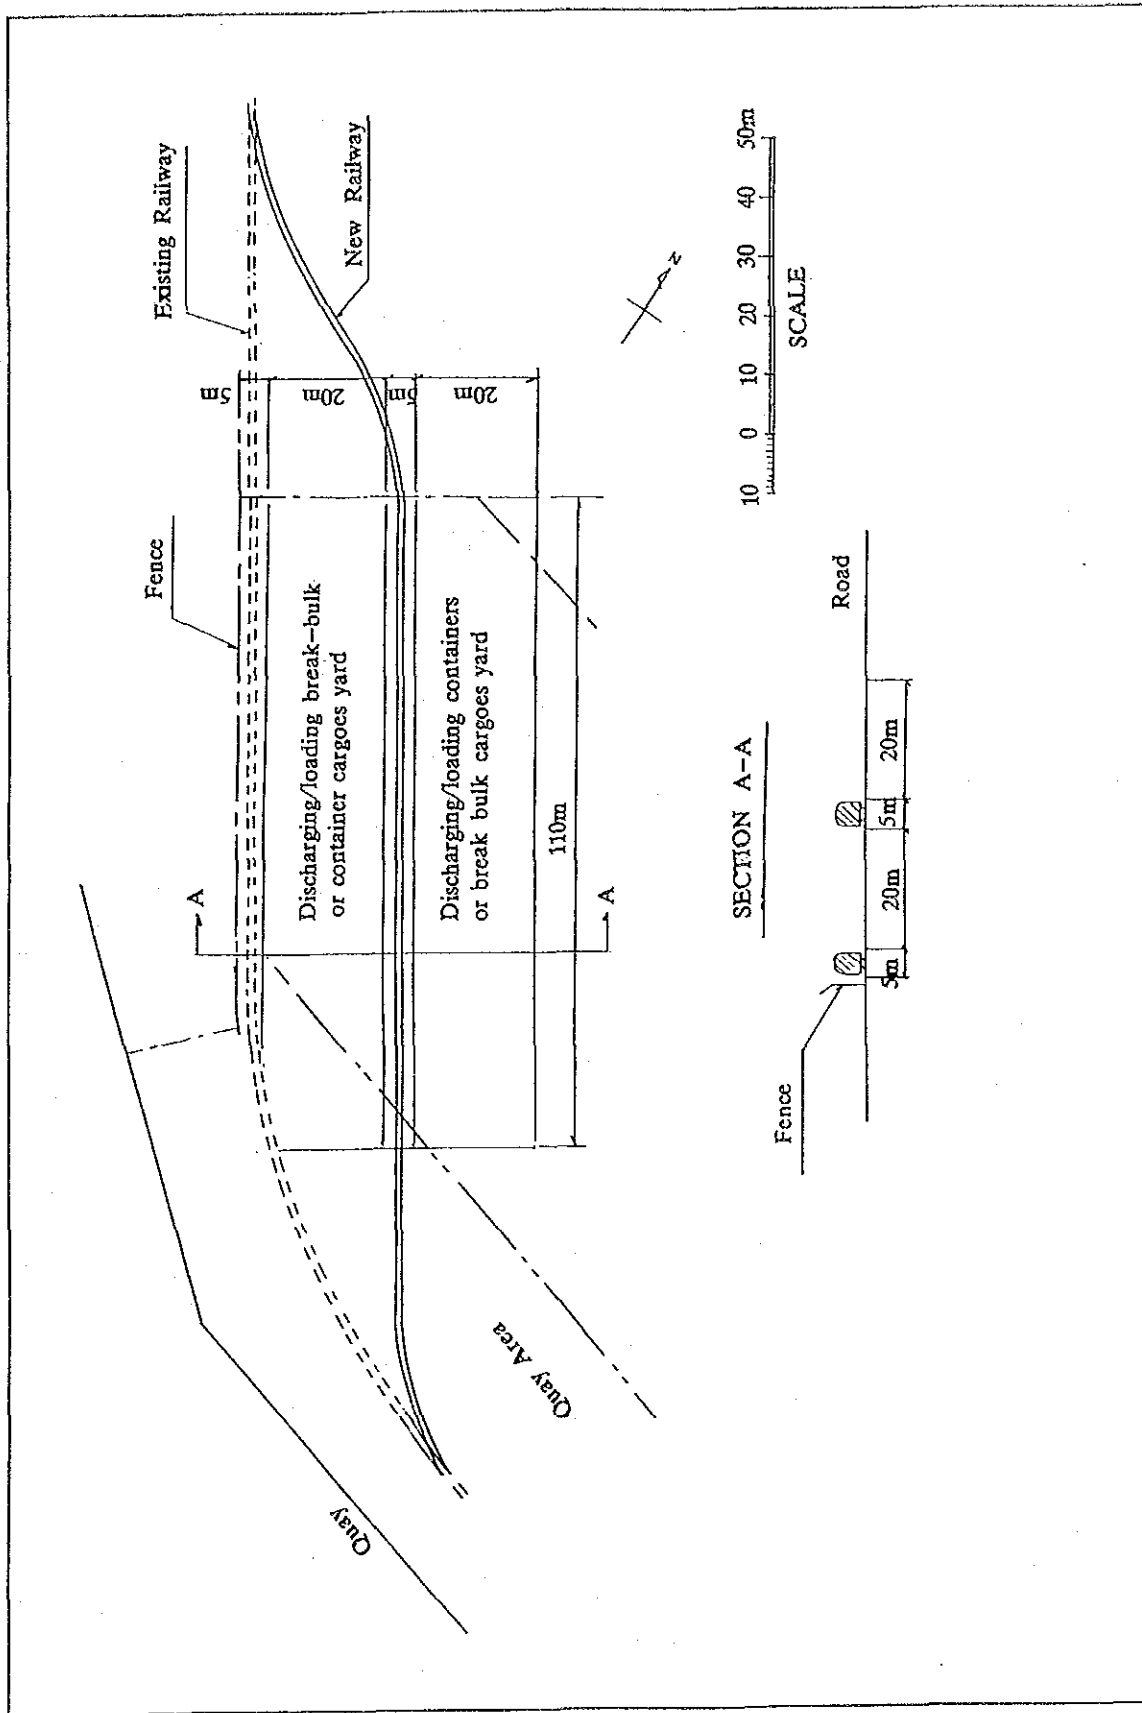 Existing Railway
New Railway
Fence
5m
20m
5m
20m
N
Discharging/loading break-bulk
or container cargoes yard
Discharging/loading containers
or break bulk cargoes yard
A
A
110m
Quay Area
Quay
10 0 10 20 30 40 50m
SCALE
SECTION A-A
Fence
Road
5m
20m
5m
20m